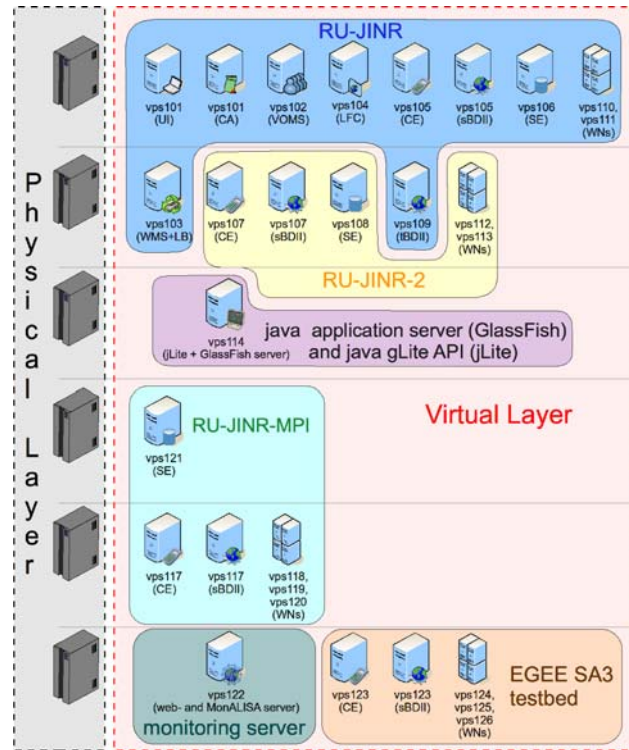 Physical Layer
RU-JINR
vps101
(UI)
vps101
(CA)
vps102
(VOMS)
vps104
(LFC)
vps105
(CE)
vps105
(sBDII)
vps106
(SE)
vps110,
vps111
(WNs)
vps103
(WMS+LB)
vps107
(CE)
vps107
(sBDII)
vps108
(SE)
vps109
(tBDII)
vps112,
vps113
(WNs)
RU-JINR-2
vps114
(jLite + GlassFish server)
java application server (GlassFish)
and java gLite API (jLite)
Virtual Layer
RU-JINR-MPI
vps121
(SE)
vps117
(CE)
vps117
(sBDII)
vps118,
vps119,
vps120
(WNs)
vps122
(web- and MonALISA server)
monitoring server
vps123
(CE)
vps123
(sBDII)
vps124,
vps125,
vps126
(WNs)
EGEE SA3
testbed